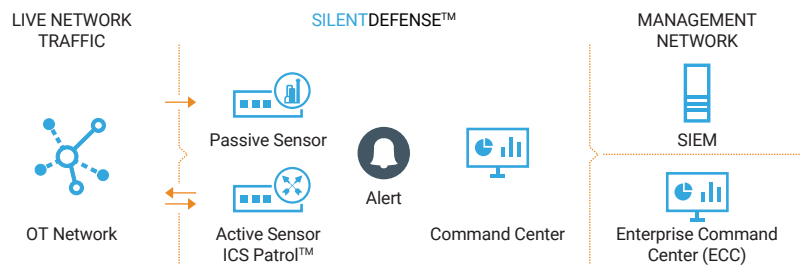 LIVE NETWORK
TRAFFIC
SILENTDEFENSE™
MANAGEMENT
NETWORK
Passive Sensor
SIEM
Alert
OT Network
Active Sensor
ICS Patrol™
Command Center
Enterprise Command
Center (ECC)